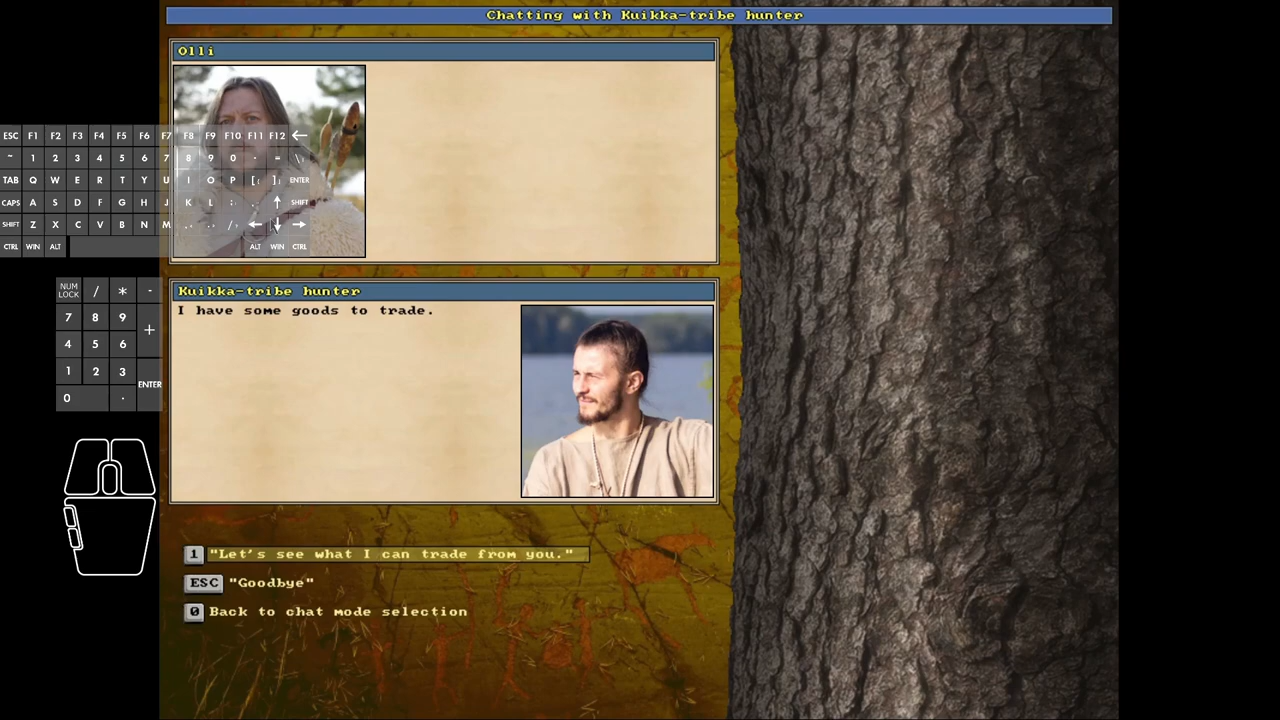 Chatting with Kuikka-tribe hunter
Olli
ESC F1 F2 F3 F4 F5 F6 F7 F8 F9 F10 F11 F12 ←
~ 1 2 3 4 5 6 7 8 9 0 - = \
TAB Q W E R T Y U I O P [ ] ENTER
CAPS A S D F G H J K L ; ↑ SHIFT
SHIFT Z X C V B N M / ← ↓ →
CTRL WIN ALT ALT WIN CTRL
Kuikka-tribe hunter
I have some goods to trade.
NUM LOCK / * -
7 8 9 +
4 5 6
1 2 3 ENTER
0 .
1 "Let's see what I can trade from you."
ESC "Goodbye"
0 Back to chat mode selection